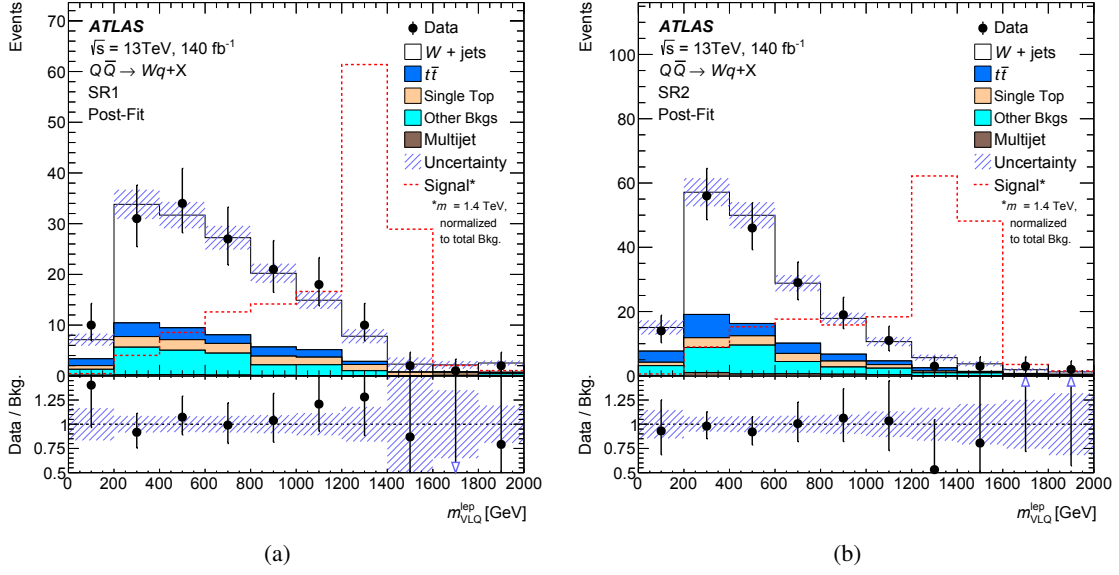 Events
70
60
50
40
30
20
10
0
ATLAS
√s = 13TeV, 140 fb⁻¹
QQ̅ → Wq+X
SR1
Post-Fit
Data
W + jets
tt̅
Single Top
Other Bkgs
Multijet
Uncertainty
Signal*
*m = 1.4 TeV,
normalized
to total Bkg.
Data / Bkg.
1.25
1
0.75
0.5
0 200 400 600 800 1000 1200 1400 1600 1800 2000
m_VLQ^lep [GeV]
(a)
Events
100
80
60
40
20
0
ATLAS
√s = 13TeV, 140 fb⁻¹
QQ̅ → Wq+X
SR2
Post-Fit
Data
W + jets
tt̅
Single Top
Other Bkgs
Multijet
Uncertainty
Signal*
*m = 1.4 TeV,
normalized
to total Bkg.
Data / Bkg.
1.25
1
0.75
0.5
0 200 400 600 800 1000 1200 1400 1600 1800 2000
m_VLQ^lep [GeV]
(b)